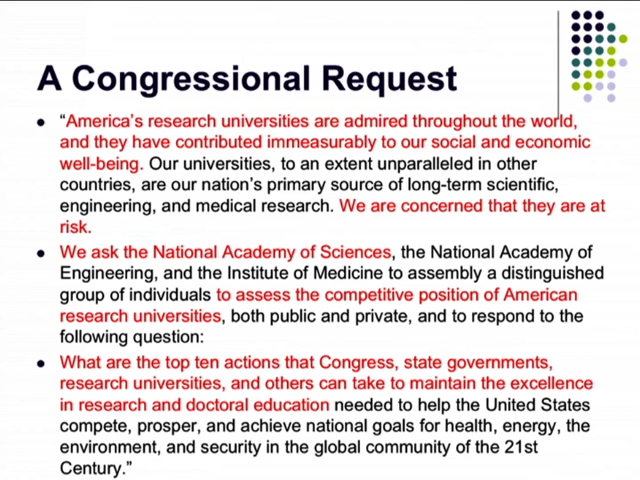 A Congressional Request
• “America’s research universities are admired throughout the world,
and they have contributed immeasurably to our social and economic
well-being. Our universities, to an extent unparalleled in other
countries, are our nation’s primary source of long-term scientific,
engineering, and medical research. We are concerned that they are at
risk.
• We ask the National Academy of Sciences, the National Academy of
Engineering, and the Institute of Medicine to assembly a distinguished
group of individuals to assess the competitive position of American
research universities, both public and private, and to respond to the
following question:
• What are the top ten actions that Congress, state governments,
research universities, and others can take to maintain the excellence
in research and doctoral education needed to help the United States
compete, prosper, and achieve national goals for health, energy, the
environment, and security in the global community of the 21st
Century.”